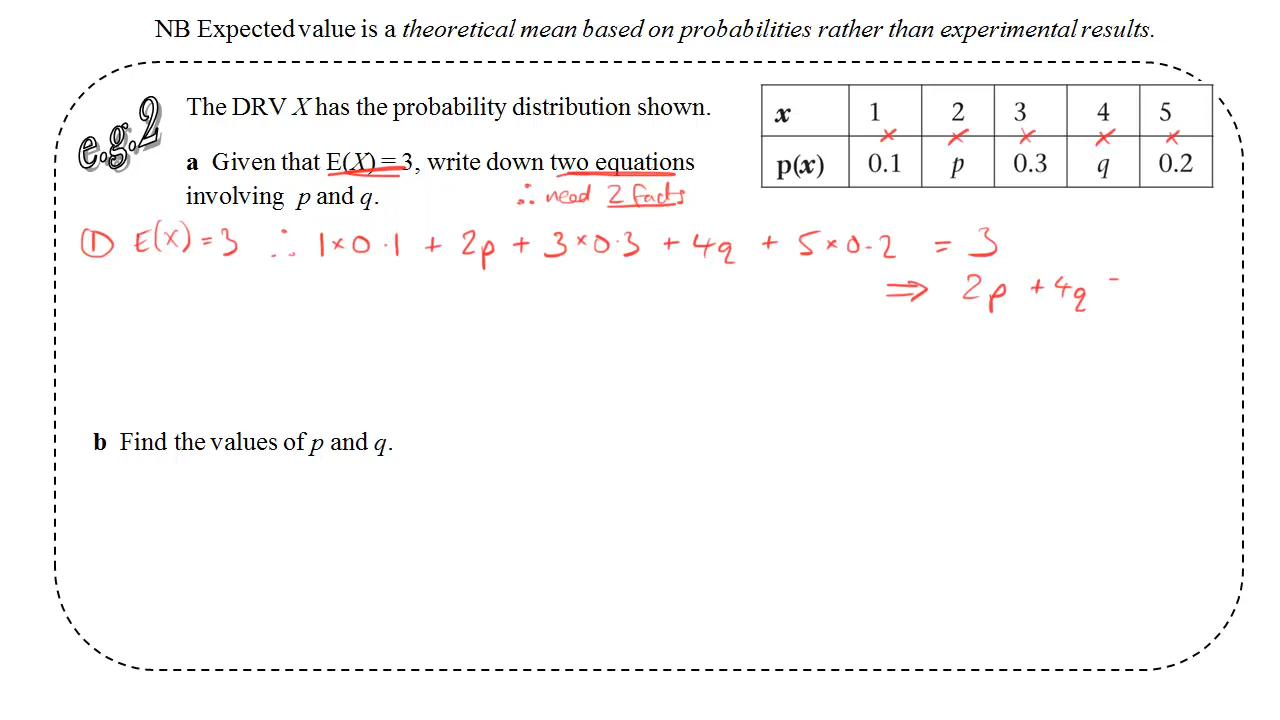 NB Expected value is a theoretical mean based on probabilities rather than experimental results.
e.g.2
The DRV X has the probability distribution shown.
x 1 2 3 4 5
p(x) 0.1 p 0.3 q 0.2
a Given that E(X) = 3, write down two equations
involving p and q.
∴ need 2 facts
① E(X) = 3 ∴ 1 × 0.1 + 2p + 3 × 0.3 + 4q + 5 × 0.2 = 3
⇒ 2p + 4q -
b Find the values of p and q.